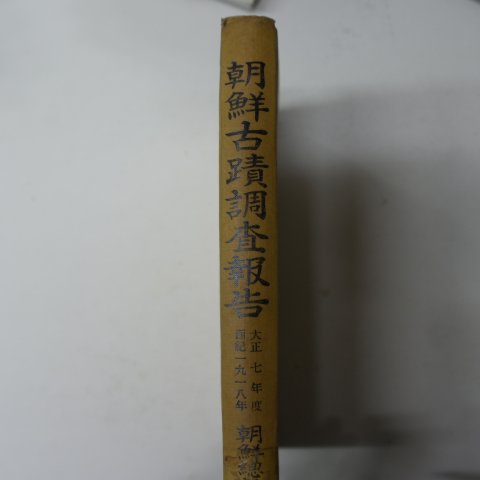 朝鮮古蹟調査報告
大正七年度
西紀一九一八年
朝鮮總